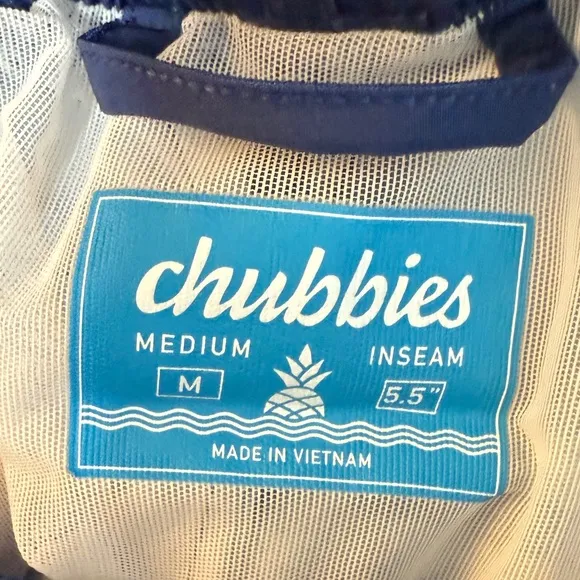 chubbies
MEDIUM INSEAM
M 5.5"
MADE IN VIETNAM